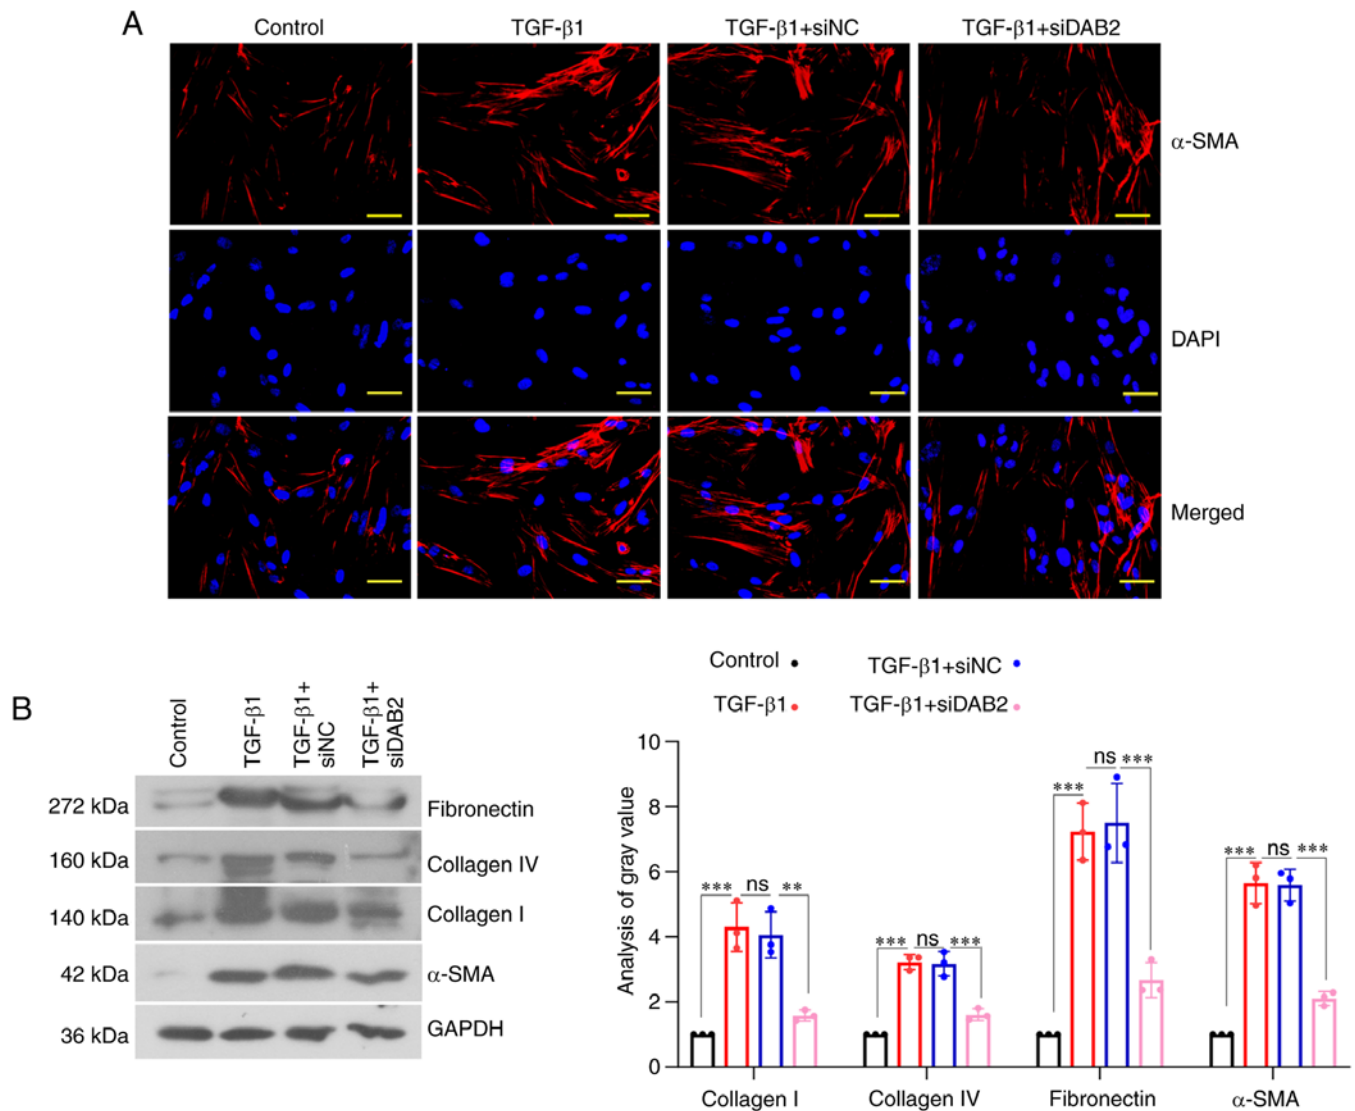 A
Control
TGF-β1
TGF-β1+siNC
TGF-β1+siDAB2
α-SMA
DAPI
Merged
B
Control
TGF-β1
TGF-β1+
siNC
TGF-β1+
siDAB2
272 kDa
Fibronectin
160 kDa
Collagen IV
140 kDa
Collagen I
42 kDa
α-SMA
36 kDa
GAPDH
Control
TGF-β1+siNC
TGF-β1
TGF-β1+siDAB2
Analysis of gray value
10
8
6
4
2
0
*** ns **
*** ns ***
*** ns ***
*** ns ***
Collagen I
Collagen IV
Fibronectin
α-SMA